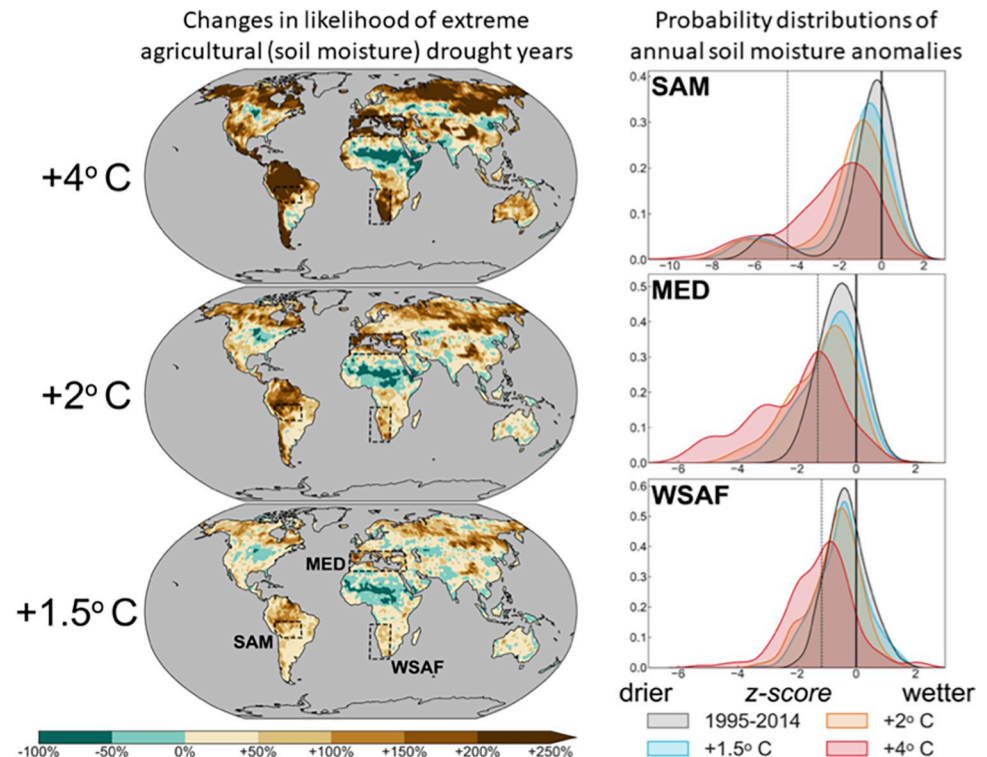 Changes in likelihood of extreme
agricultural (soil moisture) drought years
Probability distributions of
annual soil moisture anomalies
+4° C
+2° C
+1.5° C
MED
SAM
WSAF
-100% -50% 0% +50% +100% +150% +200% +250%
SAM
0.4
0.3
0.2
0.1
0.0
−10 −8 −6 −4 −2 0 2
MED
0.5
0.4
0.3
0.2
0.1
0.0
−6 −4 −2 0 2
WSAF
0.6
0.5
0.4
0.3
0.2
0.1
0.0
−6 −4 −2 0 2
drier z-score wetter
1995-2014 +2° C
+1.5° C +4° C